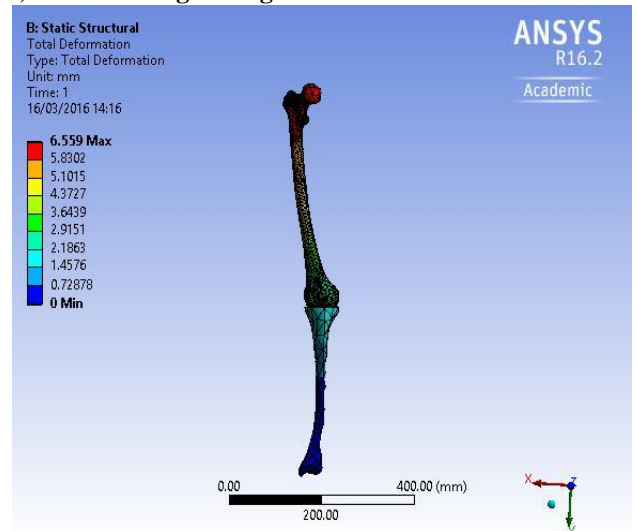 B: Static Structural
Total Deformation
Type: Total Deformation
Unit: mm
Time: 1
16/03/2016 14:16
ANSYS
R16.2
Academic
6.559 Max
5.8302
5.1015
4.3727
3.6439
2.9151
2.1863
1.4576
0.72878
0 Min
0.00
400.00 (mm)
200.00
X
Z